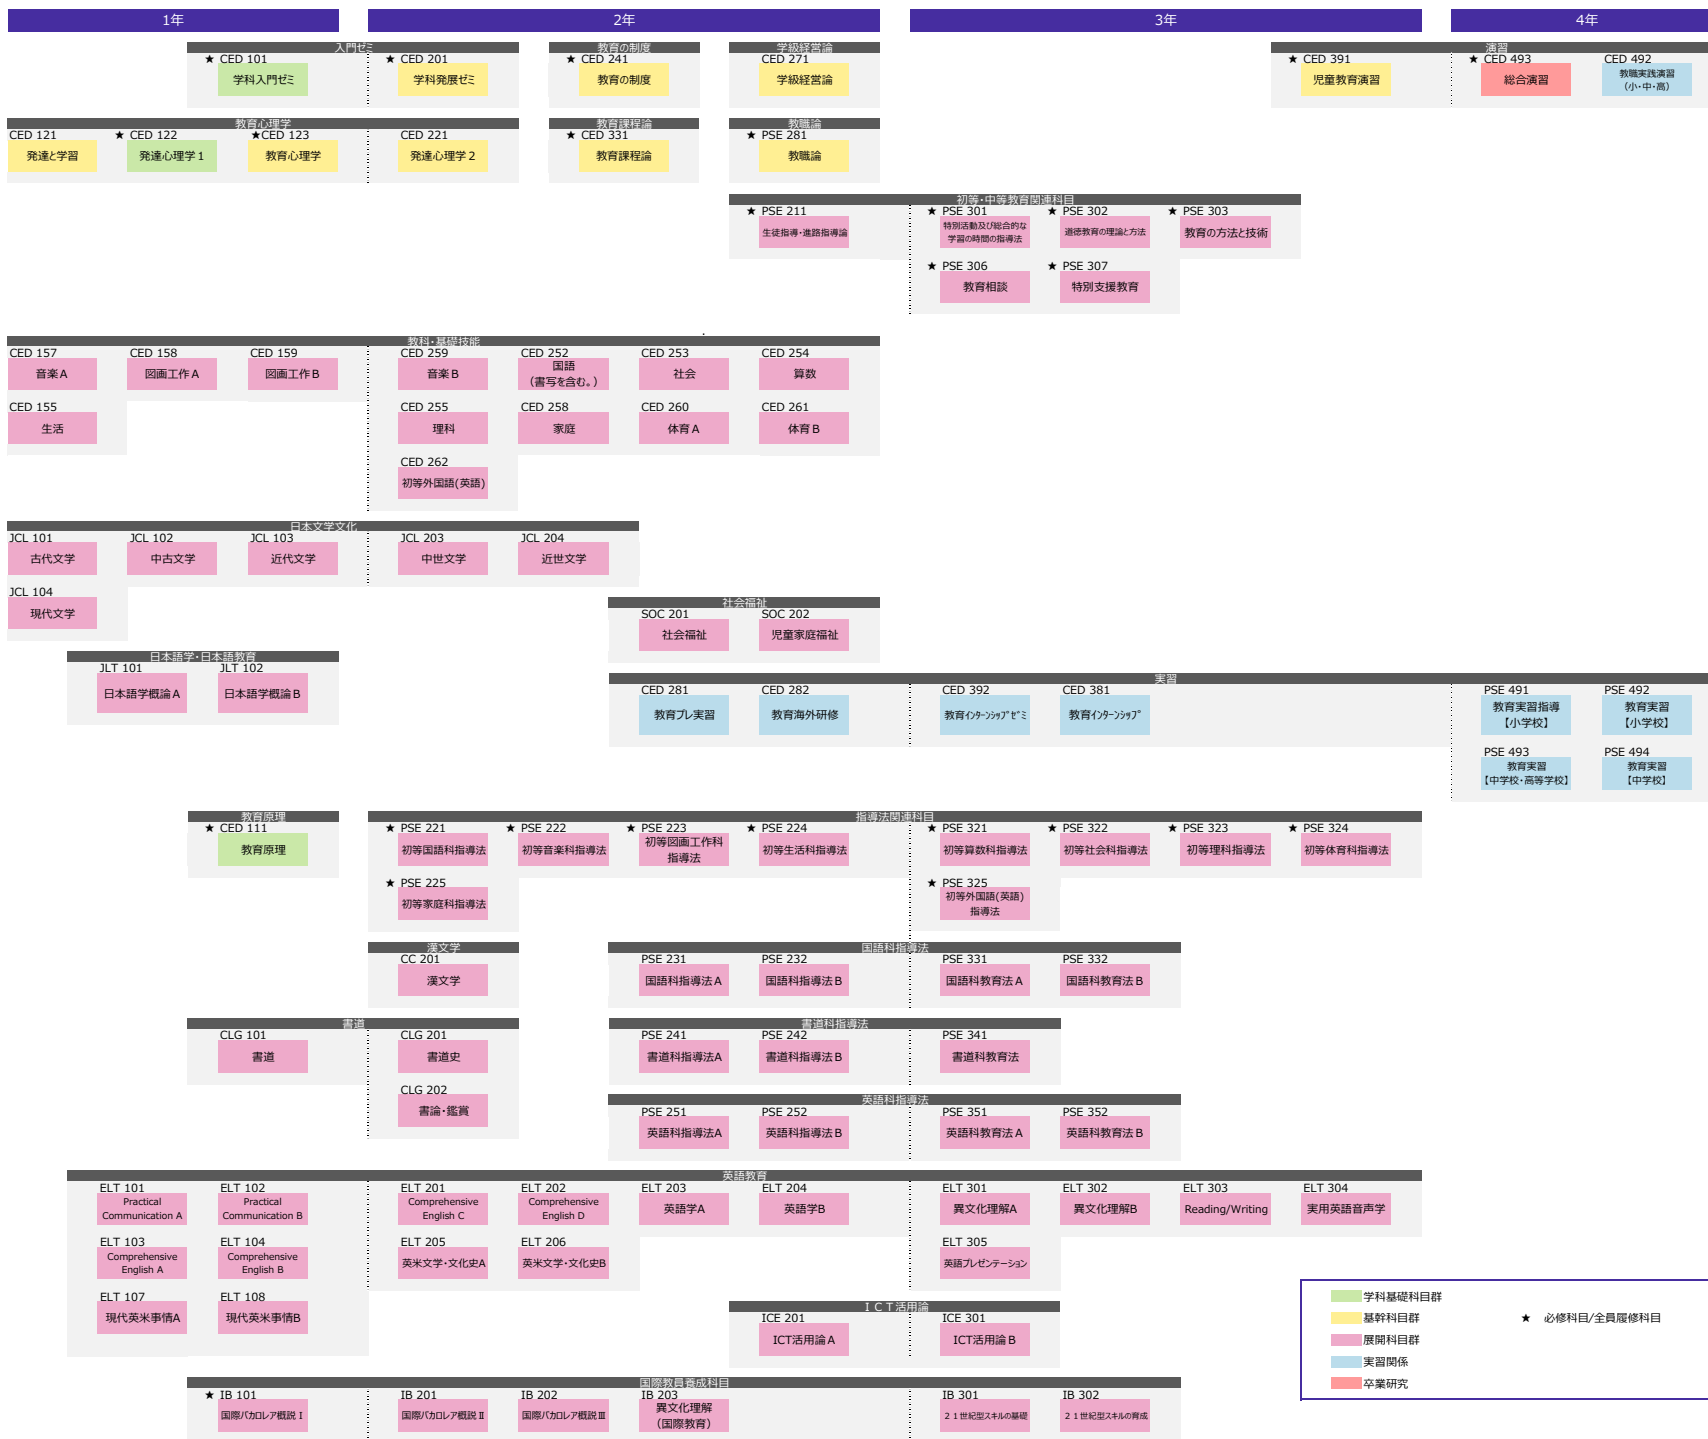 1年
2年
3年
4年
入門ゼミ
教育の制度
学級経営論
演習
★ CED 101
★ CED 201
★ CED 241
CED 271
★ CED 391
★ CED 493
CED 492
学科入門ゼミ
学科発展ゼミ
教育の制度
学級経営論
児童教育演習
総合演習
教職実践演習
(小・中・高)
教育心理学
教育課程論
教職論
CED 121
★ CED 122
★CED 123
CED 221
★ CED 331
★ PSE 281
発達と学習
発達心理学1
教育心理学
発達心理学2
教育課程論
教職論
初等・中等教育関連科目
★ PSE 211
★ PSE 301
★ PSE 302
★ PSE 303
生徒指導・進路指導論
特別活動及び総合的な
学習の時間の指導法
道徳教育の理論と方法
教育の方法と技術
★ PSE 306
★ PSE 307
教育相談
特別支援教育
教科・基礎技能
CED 157
CED 158
CED 159
CED 259
CED 252
CED 253
CED 254
音楽A
図画工作A
図画工作B
音楽B
国語
(書写を含む。)
社会
算数
CED 155
CED 255
CED 258
CED 260
CED 261
生活
理科
家庭
体育A
体育B
CED 262
初等外国語(英語)
日本文学文化
JCL 101
JCL 102
JCL 103
JCL 203
JCL 204
古代文学
中古文学
近代文学
中世文学
近世文学
JCL 104
現代文学
社会福祉
SOC 201
SOC 202
社会福祉
児童家庭福祉
日本語学・日本語教育
JLT 101
JLT 102
日本語学概論A
日本語学概論B
実習
CED 281
CED 282
CED 392
CED 381
PSE 491
PSE 492
教育プレ実習
教育海外研修
教育インターンシップゼミ
教育インターンシップ
教育実習指導
【小学校】
教育実習
【小学校】
PSE 493
PSE 494
教育実習
【中学校・高等学校】
教育実習
【中学校】
教育原理
指導法関連科目
★ CED 111
★ PSE 221
★ PSE 222
★ PSE 223
★ PSE 224
★ PSE 321
★ PSE 322
★ PSE 323
★ PSE 324
教育原理
初等国語科指導法
初等音楽科指導法
初等図画工作科
指導法
初等生活科指導法
初等算数科指導法
初等社会科指導法
初等理科指導法
初等体育科指導法
★ PSE 225
★ PSE 325
初等家庭科指導法
初等外国語(英語)
指導法
漢文学
国語科指導法
CC 201
PSE 231
PSE 232
PSE 331
PSE 332
漢文学
国語科指導法A
国語科指導法B
国語科教育法A
国語科教育法B
書道
書道科指導法
CLG 101
CLG 201
PSE 241
PSE 242
PSE 341
書道
書道史
書道科指導法A
書道科指導法B
書道科教育法
CLG 202
書論・鑑賞
英語科指導法
PSE 251
PSE 252
PSE 351
PSE 352
英語科指導法A
英語科指導法B
英語科教育法A
英語科教育法B
英語教育
ELT 101
ELT 102
ELT 201
ELT 202
ELT 203
ELT 204
ELT 301
ELT 302
ELT 303
ELT 304
Practical
Communication A
Practical
Communication B
Comprehensive
English C
Comprehensive
English D
英語学A
英語学B
異文化理解A
異文化理解B
Reading/Writing
実用英語音声学
ELT 103
ELT 104
ELT 205
ELT 206
ELT 305
Comprehensive
English A
Comprehensive
English B
英米文学・文化史A
英米文学・文化史B
英語プレゼンテーション
ELT 107
ELT 108
現代英米事情A
現代英米事情B
ICT活用論
ICE 201
ICE 301
ICT活用論A
ICT活用論B
国際教員養成科目
★ IB 101
IB 201
IB 202
IB 203
IB 301
IB 302
国際バカロレア概説Ⅰ
国際バカロレア概説Ⅱ
国際バカロレア概説Ⅲ
異文化理解
(国際教育)
21世紀型スキルの基礎
21世紀型スキルの育成
学科基礎科目群
基幹科目群
★ 必修科目/全員履修科目
展開科目群
実習関係
卒業研究